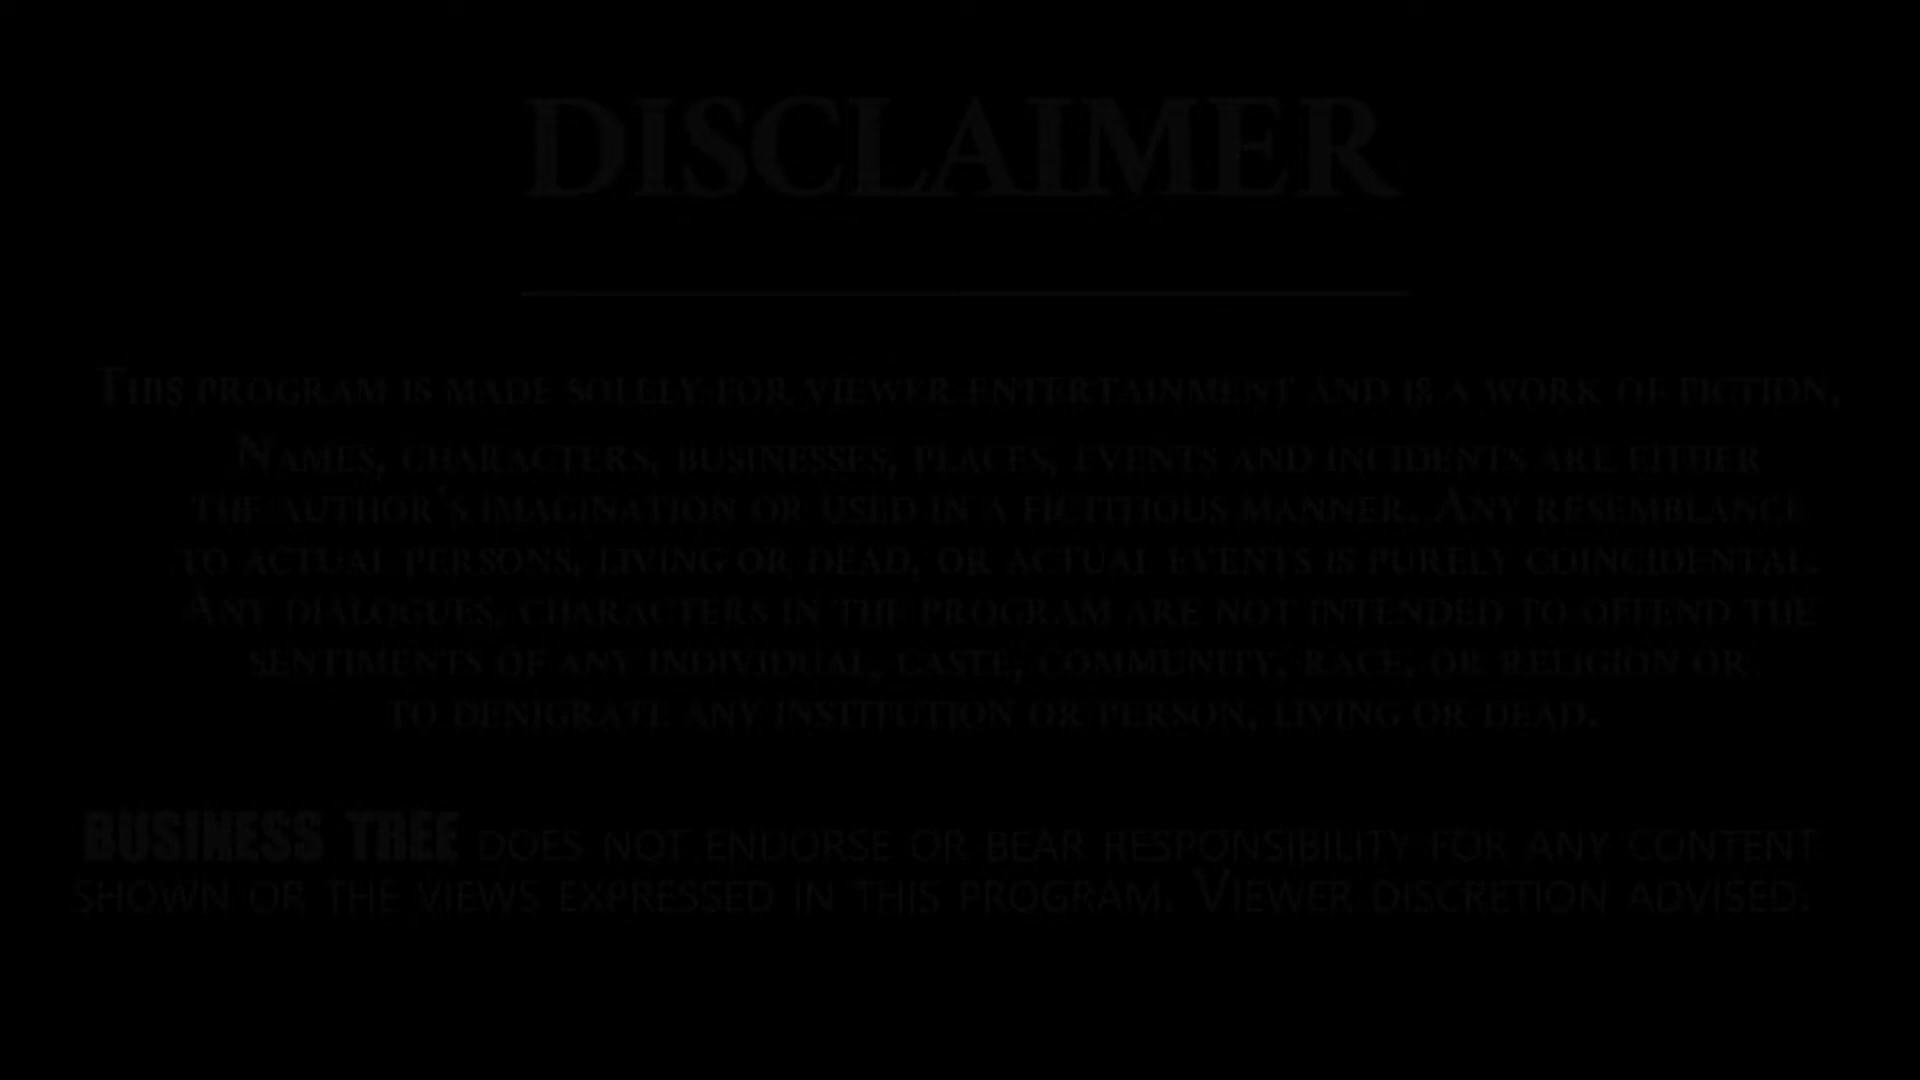 DISCLAIMER
THIS PROGRAM IS MADE SOLELY FOR VIEWER ENTERTAINMENT AND IS A WORK OF FICTION,
NAMES, CHARACTERS, BUSINESSES, PLACES, EVENTS AND INCIDENTS ARE EITHER
THE AUTHOR'S IMAGINATION OR USED IN A FICTITIOUS MANNER. ANY RESEMBLANCE
TO ACTUAL PERSONS, LIVING OR DEAD, OR ACTUAL EVENTS IS PURELY COINCIDENTAL.
ANY DIALOGUES, CHARACTERS IN THE PROGRAM ARE NOT INTENDED TO OFFEND THE
SENTIMENTS OF ANY INDIVIDUAL, CASTE, COMMUNITY, RACE, OR RELIGION OR
TO DENIGRATE ANY INSTITUTION OR PERSON, LIVING OR DEAD.
BUSINESS TREE DOES NOT ENDORSE OR BEAR RESPONSIBILITY FOR ANY CONTENT
SHOWN OR THE VIEWS EXPRESSED IN THIS PROGRAM. VIEWER DISCRETION ADVISED.